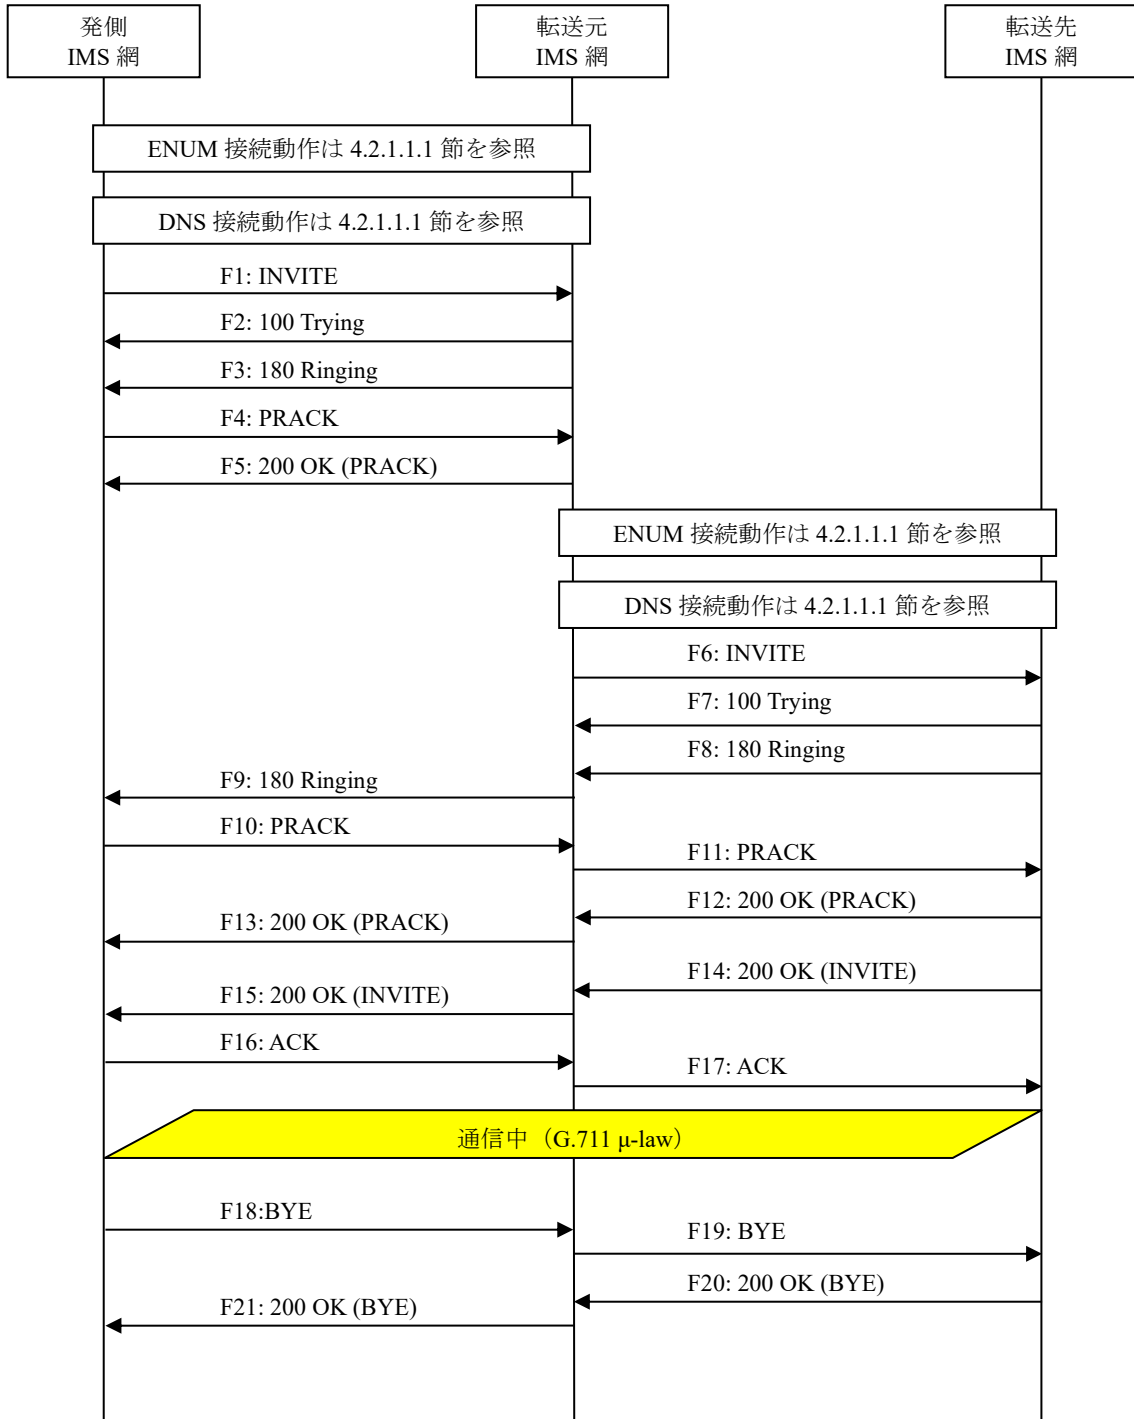 発側
IMS 網
転送元
IMS 網
転送先
IMS 網
ENUM 接続動作は 4.2.1.1.1 節を参照
DNS 接続動作は 4.2.1.1.1 節を参照
F1: INVITE
F2: 100 Trying
F3: 180 Ringing
F4: PRACK
F5: 200 OK (PRACK)
ENUM 接続動作は 4.2.1.1.1 節を参照
DNS 接続動作は 4.2.1.1.1 節を参照
F6: INVITE
F7: 100 Trying
F8: 180 Ringing
F9: 180 Ringing
F10: PRACK
F11: PRACK
F12: 200 OK (PRACK)
F13: 200 OK (PRACK)
F14: 200 OK (INVITE)
F15: 200 OK (INVITE)
F16: ACK
F17: ACK
通信中（G.711 μ-law）
F18:BYE
F19: BYE
F20: 200 OK (BYE)
F21: 200 OK (BYE)